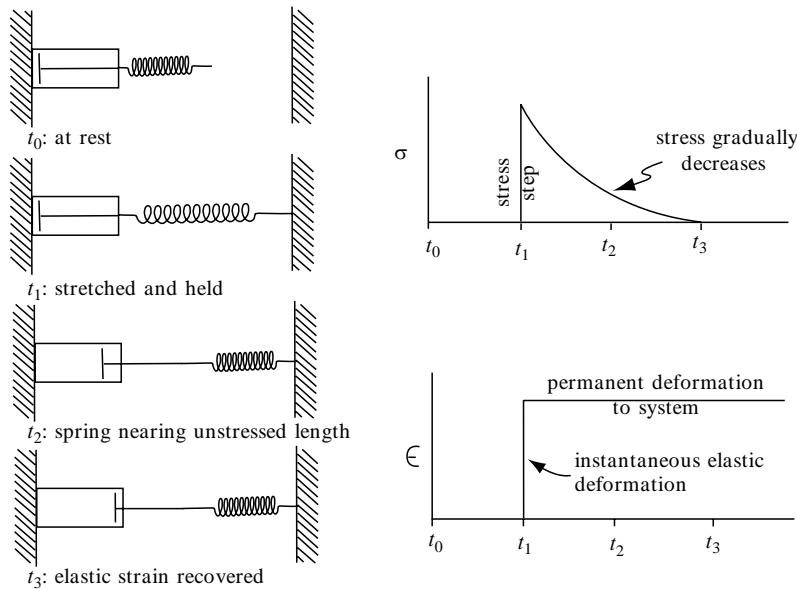 t0: at rest
t1: stretched and held
t2: spring nearing unstressed length
t3: elastic strain recovered
σ
stress
step
stress gradually
decreases
t0
t1
t2
t3
ϵ
permanent deformation
to system
instantaneous elastic
deformation
t0
t1
t2
t3